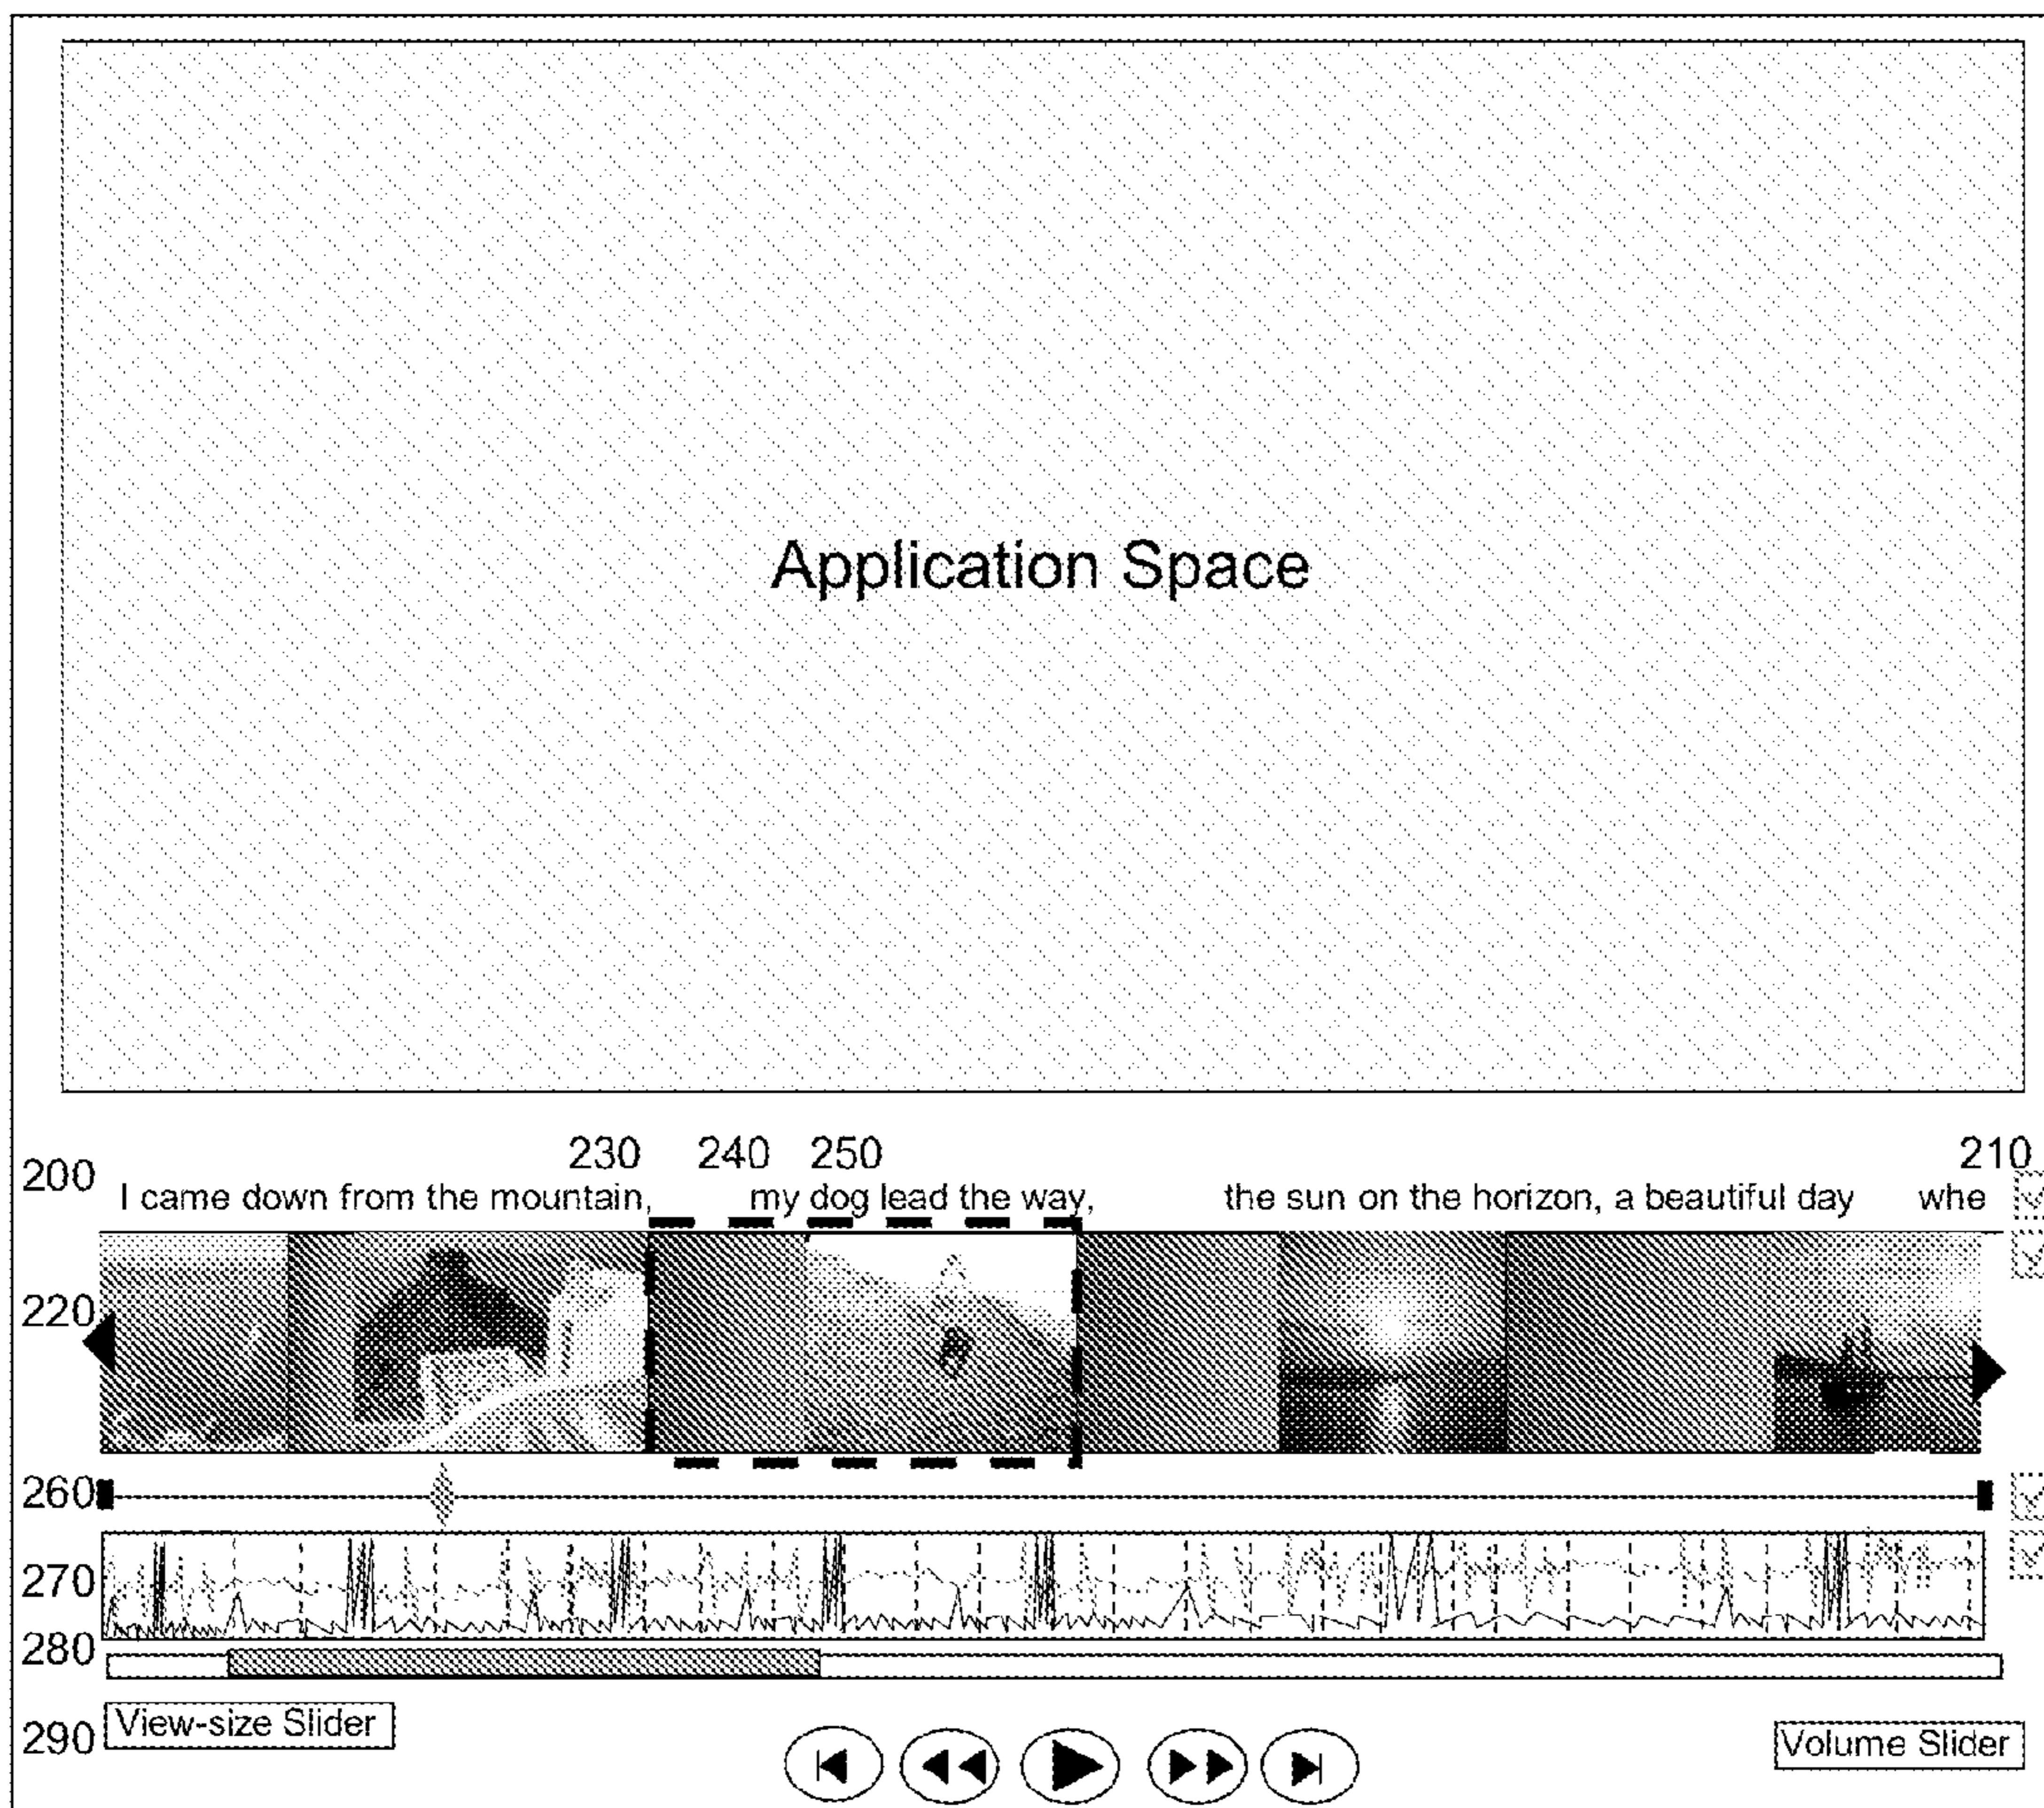 Application Space
230 240 250 210
200
I came down from the mountain, my dog lead the way, the sun on the horizon, a beautiful day whe
220
260
270
280
290
View-size Slider
Volume Slider